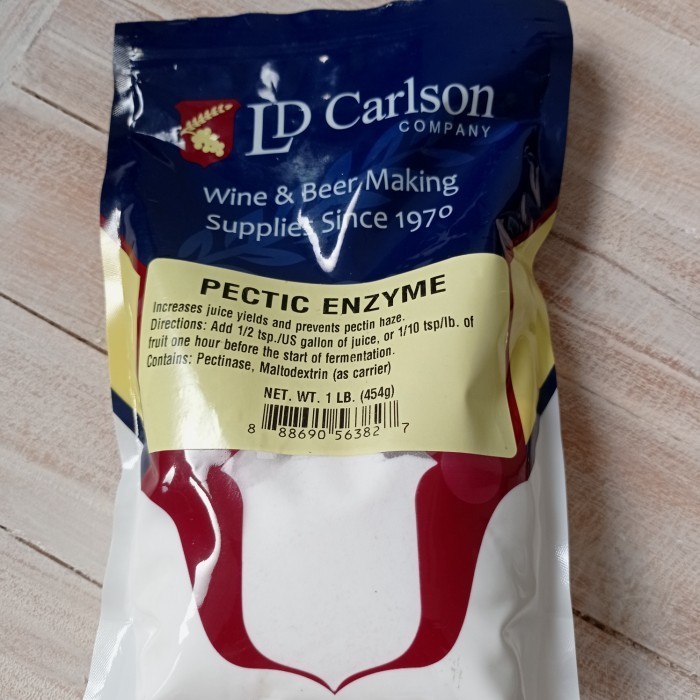 LD Carlson
COMPANY
Wine & Beer Making
Supplies Since 1970
PECTIC ENZYME
Increases juice yields and prevents pectin haze.
Directions: Add 1/2 tsp./US gallon of juice, or 1/10 tsp/lb. of
fruit one hour before the start of fermentation.
Contains: Pectinase, Maltodextrin (as carrier)
NET. WT. 1 LB. (454g)
8 88690 56382 7